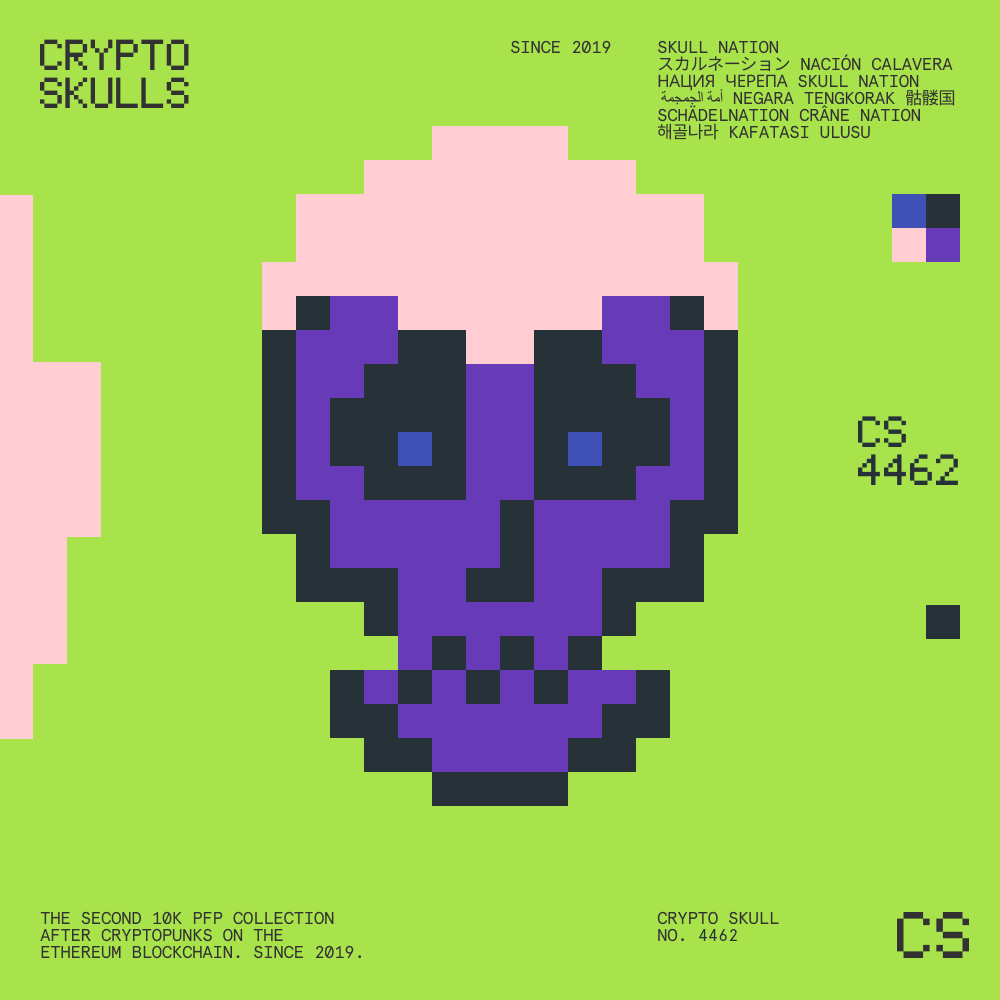 CRYPTO
SKULLS
SINCE 2019
SKULL NATION
スカルネーション NACIÓN CALAVERA
НАЦИЯ ЧЕРЕПА SKULL NATION
أمة الجمجمة NEGARA TENGKORAK 骷髅国
SCHÄDELNATION CRÂNE NATION
해골나라 KAFATASI ULUSU
CS
4462
THE SECOND 10K PFP COLLECTION
AFTER CRYPTOPUNKS ON THE
ETHEREUM BLOCKCHAIN. SINCE 2019.
CRYPTO SKULL
NO. 4462
CS